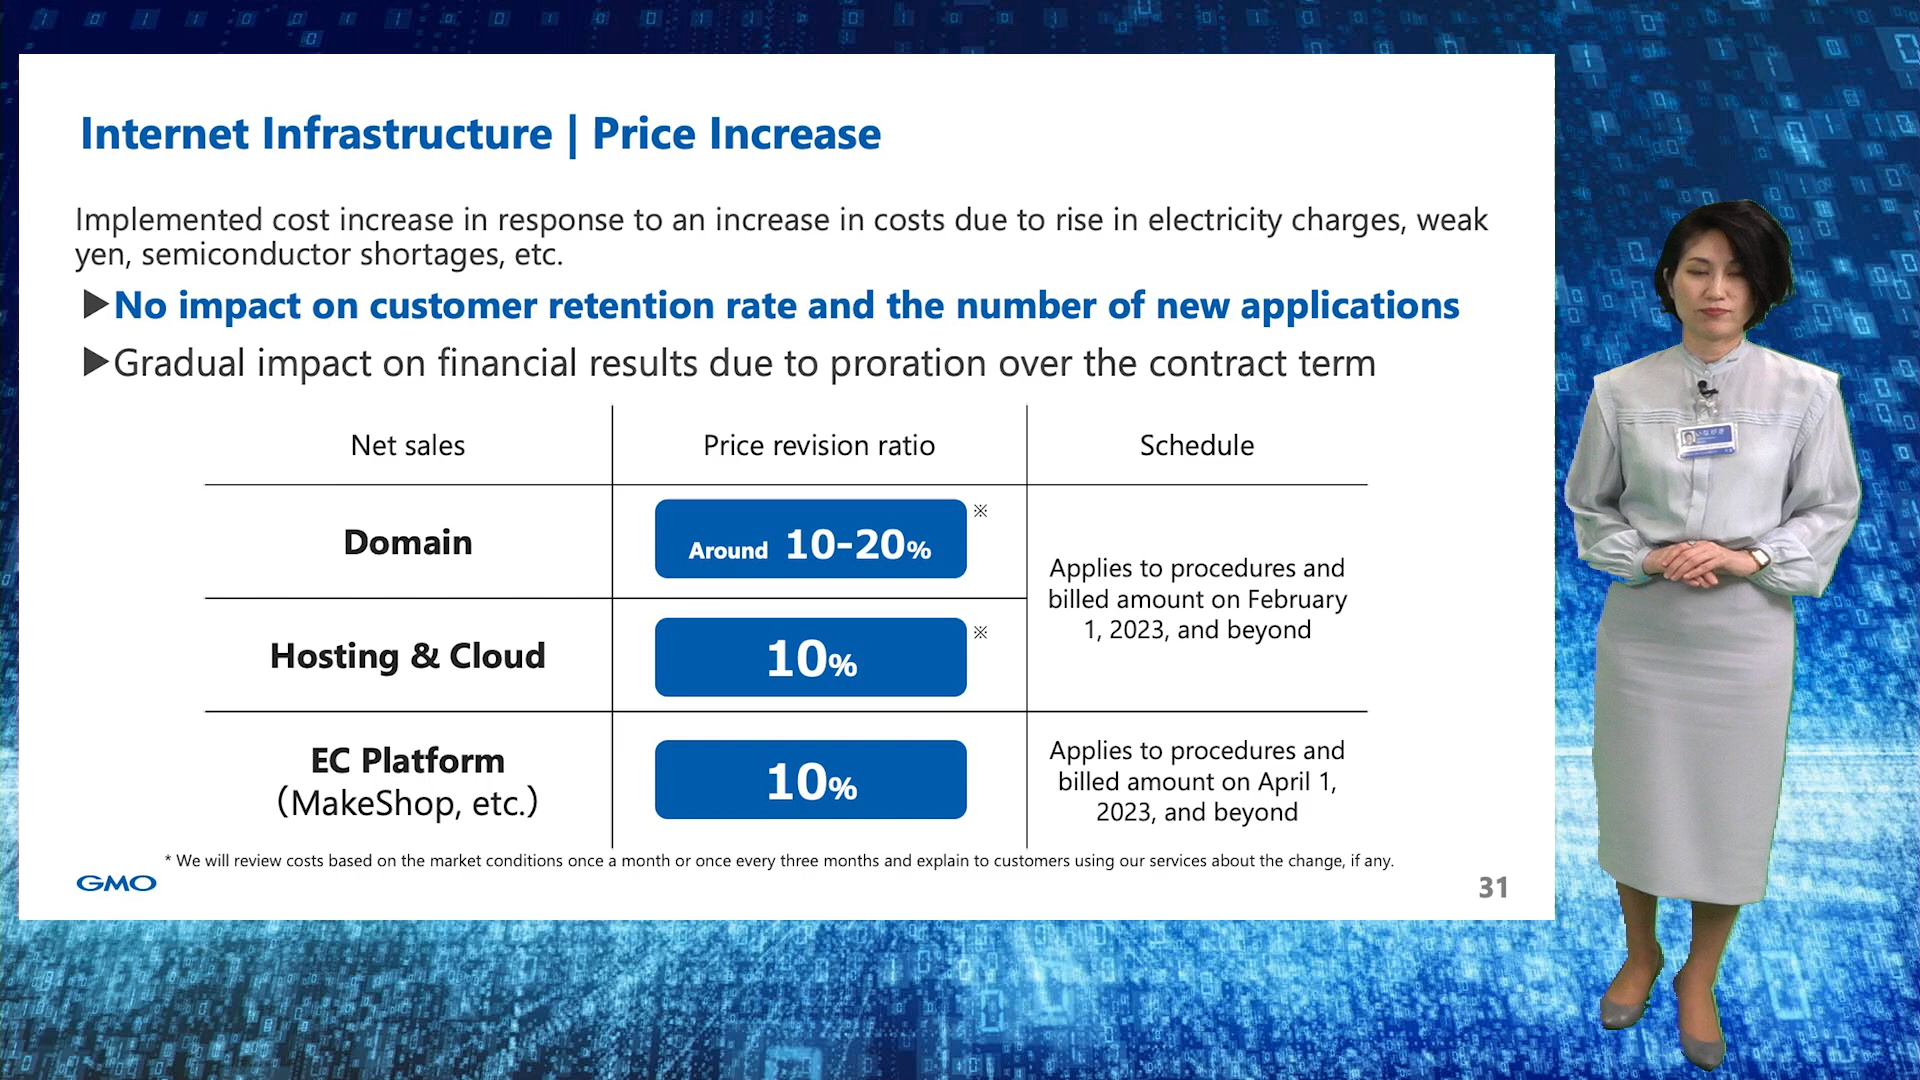 Internet Infrastructure | Price Increase
Implemented cost increase in response to an increase in costs due to rise in electricity charges, weak
yen, semiconductor shortages, etc.
▶No impact on customer retention rate and the number of new applications
▶Gradual impact on financial results due to proration over the contract term
Net sales
Price revision ratio
Schedule
Domain
Around 10-20%
※
Applies to procedures and
billed amount on February
1, 2023, and beyond
Hosting & Cloud
10%
※
EC Platform
(MakeShop, etc.)
10%
Applies to procedures and
billed amount on April 1,
2023, and beyond
* We will review costs based on the market conditions once a month or once every three months and explain to customers using our services about the change, if any.
GMO
31
いながき